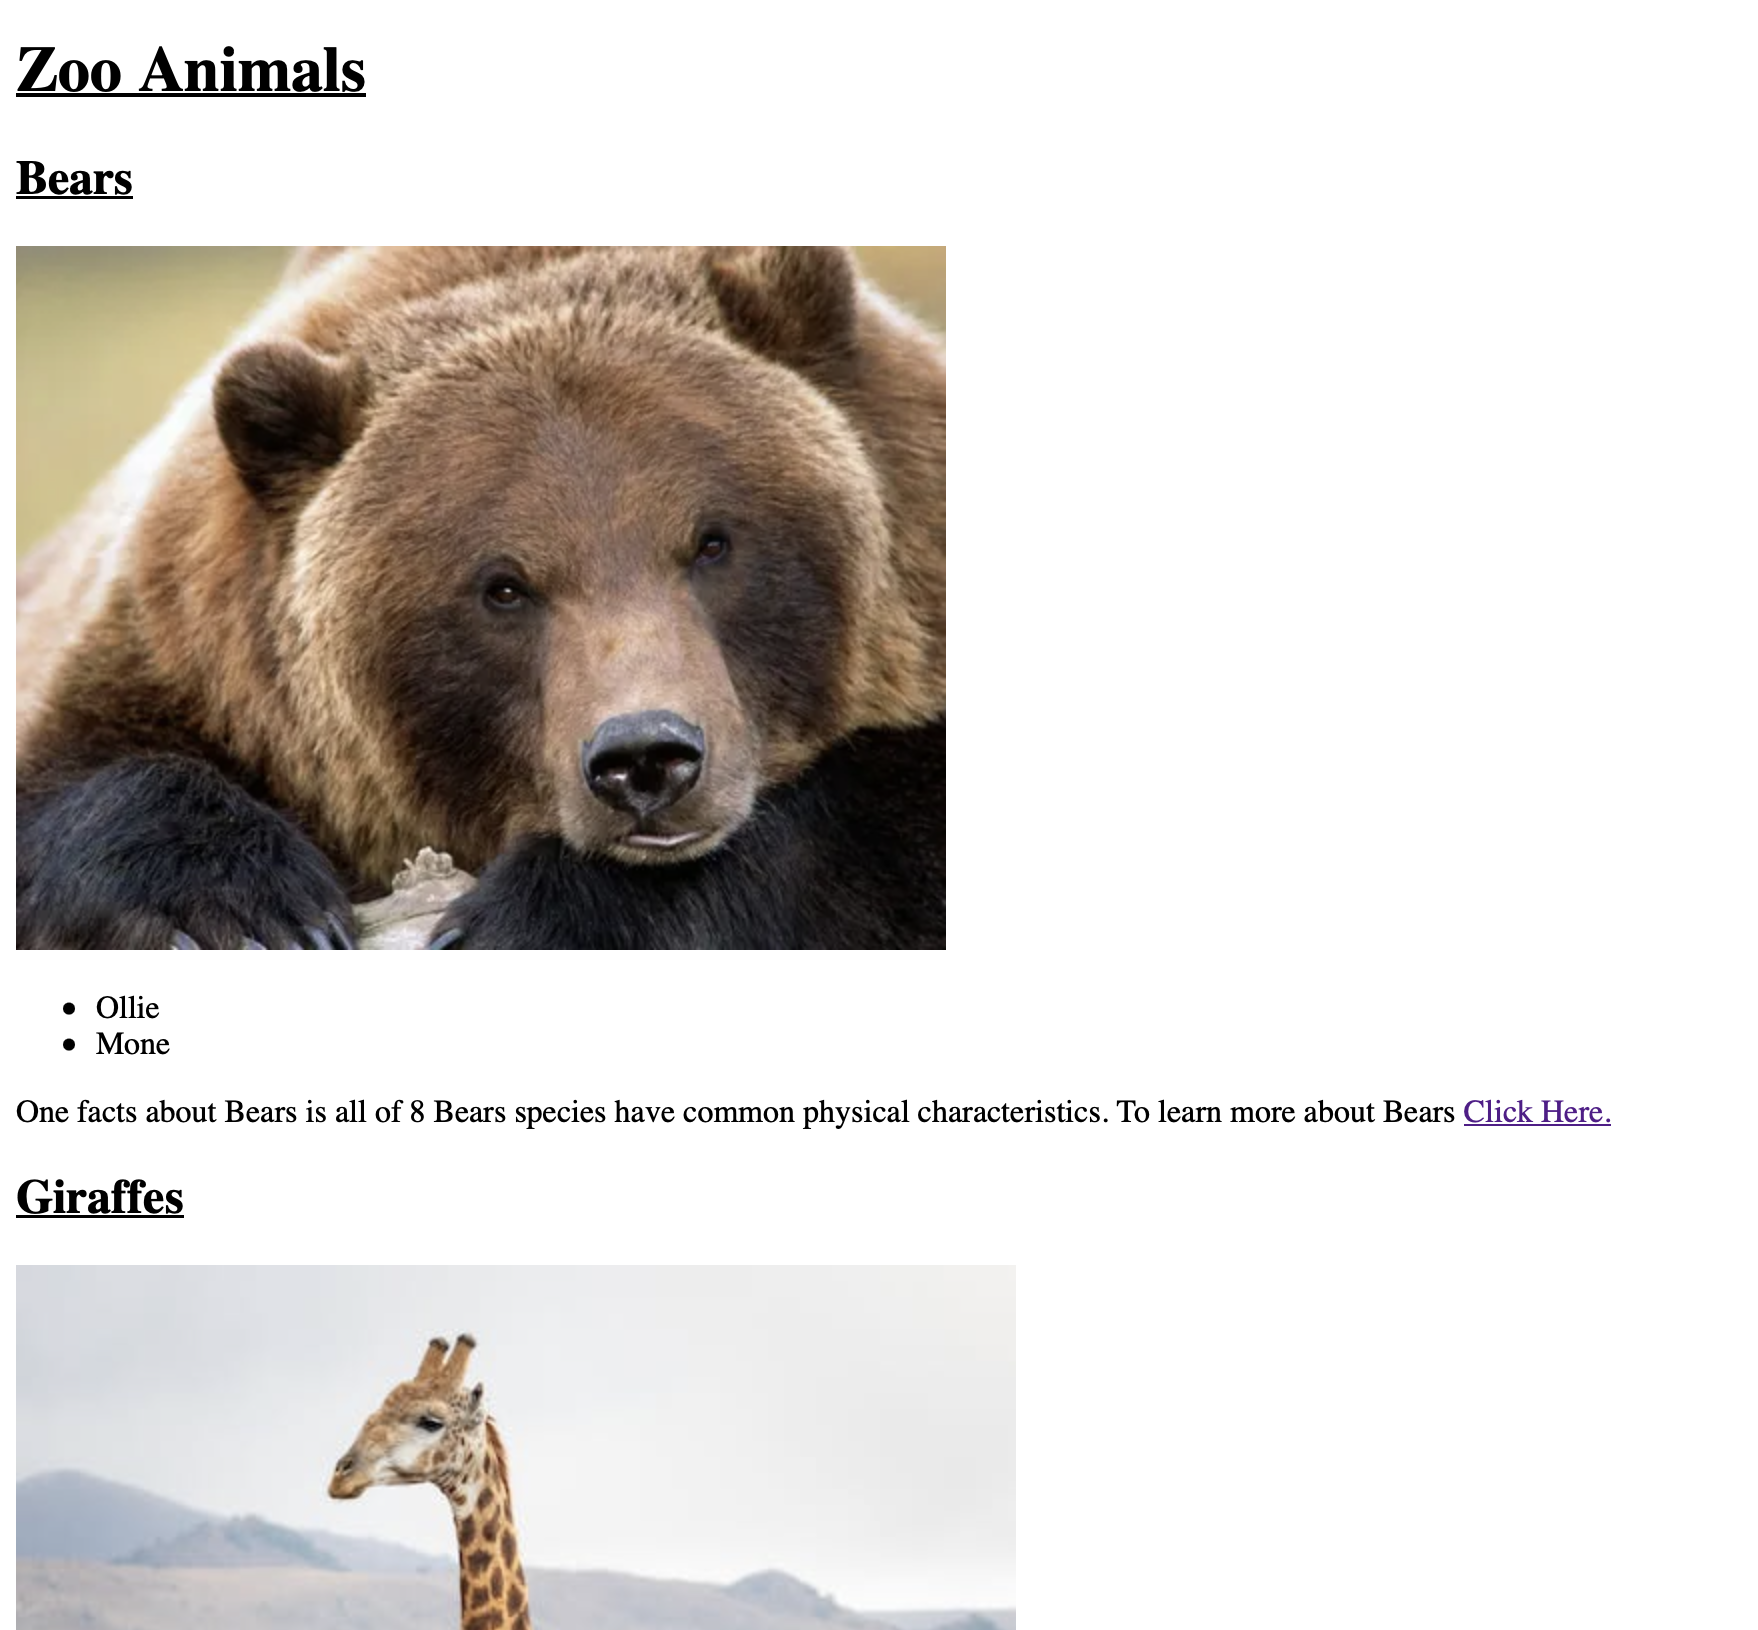 Zoo Animals
Bears
Ollie
Mone
One facts about Bears is all of 8 Bears species have common physical characteristics. To learn more about Bears Click Here.
Giraffes